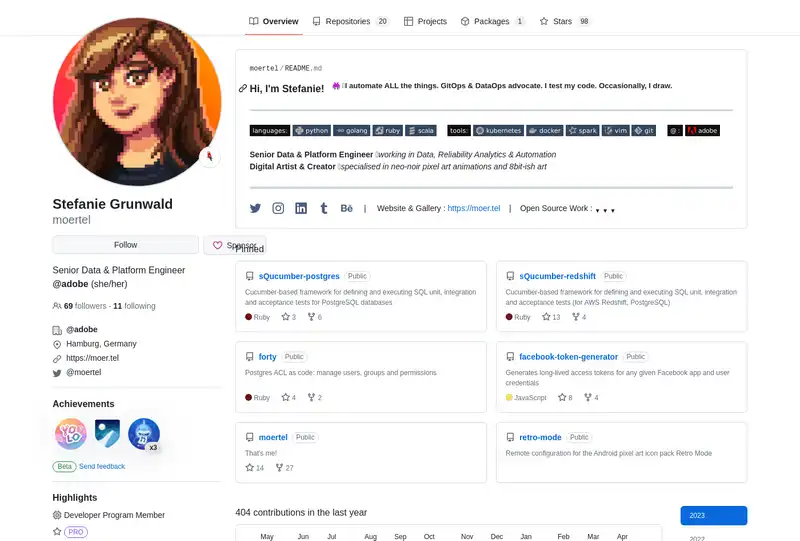 Overview Repositories 20 Projects Packages 1 Stars 98
moertel / README.md
Hi, I'm Stefanie! I automate ALL the things. GitOps & DataOps advocate. I test my code. Occasionally, I draw.
languages: python golang ruby scala tools: kubernetes docker spark vim git @ : adobe
Senior Data & Platform Engineer working in Data, Reliability Analytics & Automation
Digital Artist & Creator specialised in neo-noir pixel art animations and 8bit-ish art
| Website & Gallery : https://moer.tel | Open Source Work :
Stefanie Grunwald
moertel
Follow
Sponsor
Senior Data & Platform Engineer
@adobe (she/her)
69 followers · 11 following
@adobe
Hamburg, Germany
https://moer.tel
@moertel
Achievements
YOLO
x3
Beta Send feedback
Highlights
Developer Program Member
PRO
Pinned
sQucumber-postgres Public
Cucumber-based framework for defining and executing SQL unit, integration
and acceptance tests for PostgreSQL databases
Ruby 3 6
sQucumber-redshift Public
Cucumber-based framework for defining and executing SQL unit, integration
and acceptance tests (for AWS Redshift, PostgreSQL)
Ruby 13 4
forty Public
Postgres ACL as code: manage users, groups and permissions
Ruby 4 2
facebook-token-generator Public
Generates long-lived access tokens for any given Facebook app and user
credentials
JavaScript 8 4
moertel Public
That's me!
14 27
retro-mode Public
Remote configuration for the Android pixel art icon pack Retro Mode
404 contributions in the last year
May Jun Jul Aug Sep Oct Nov Dec Jan Feb Mar Apr
2023
2022